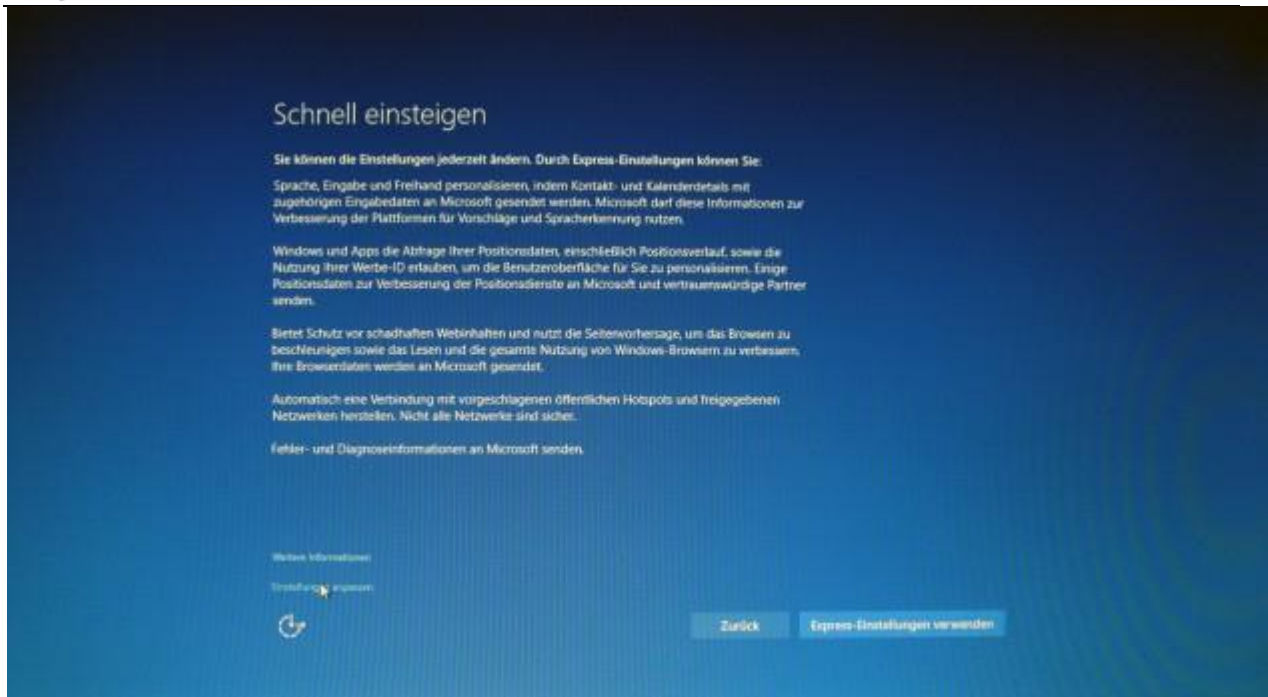 Schnell einsteigen
Sie können die Einstellungen jederzeit ändern. Durch Express-Einstellungen können Sie:
Sprache, Eingabe und Freihand personalisieren, indem Kontakt- und Kalenderdetails mit
zugehörigen Eingabedaten an Microsoft gesendet werden. Microsoft darf diese Informationen zur
Verbesserung der Plattformen für Vorschläge und Spracherkennung nutzen.
Windows und Apps die Abfrage Ihrer Positionsdaten, einschließlich Positionsverlauf, sowie die
Nutzung Ihrer Werbe-ID erlauben, um die Benutzeroberfläche für Sie zu personalisieren. Einige
Positionsdaten zur Verbesserung der Positionsdienste an Microsoft und vertrauenswürdige Partner
senden.
Bietet Schutz vor schadhaften Webinhalten und nutzt die Seitenvorhersage, um das Browsen zu
beschleunigen sowie das Lesen und die gesamte Nutzung von Windows-Browsern zu verbessern.
Ihre Browserdaten werden an Microsoft gesendet.
Automatisch eine Verbindung mit vorgeschlagenen öffentlichen Hotspots und freigegebenen
Netzwerken herstellen. Nicht alle Netzwerke sind sicher.
Fehler- und Diagnoseinformationen an Microsoft senden.
Weitere Informationen
Einstellungen anpassen
Zurück
Express-Einstellungen verwenden